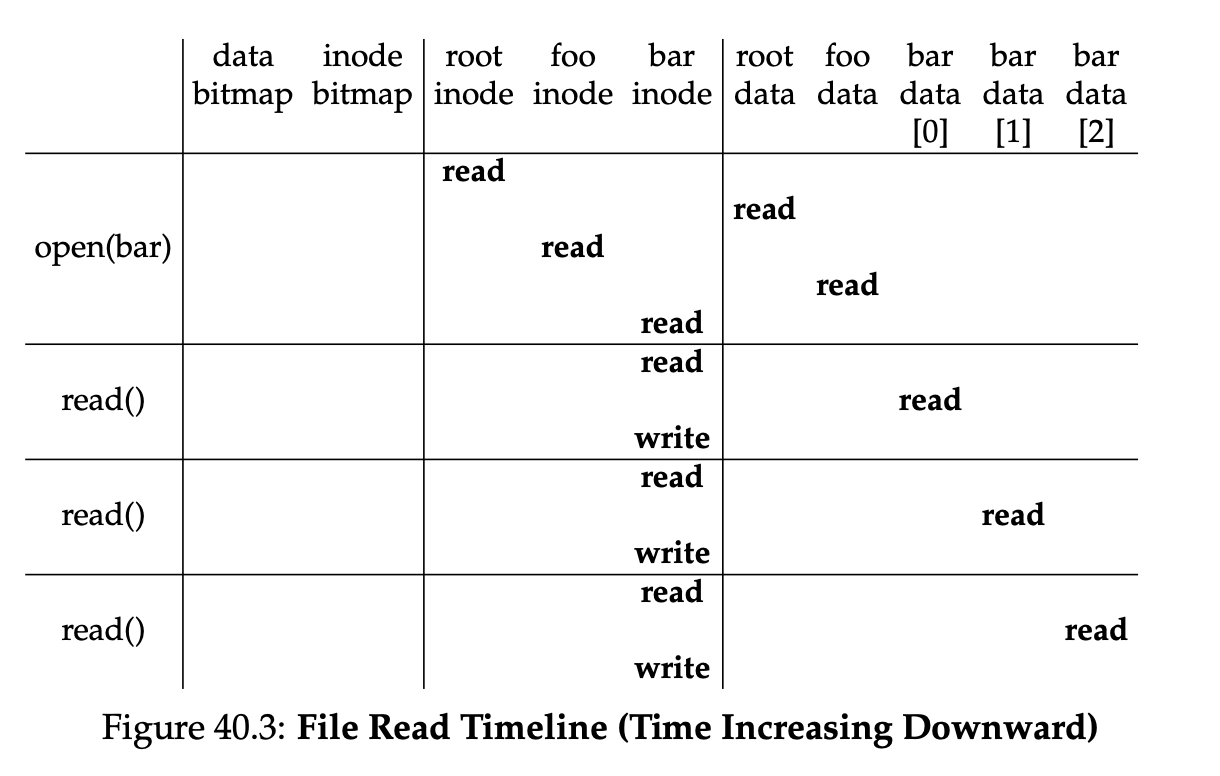 data inode root foo bar root foo bar bar bar
bitmap bitmap inode inode inode data data data data data
[0] [1] [2]
read
read
open(bar) read
read
read
read
read() read
write
read
read() read
write
read
read() read
write
Figure 40.3: File Read Timeline (Time Increasing Downward)